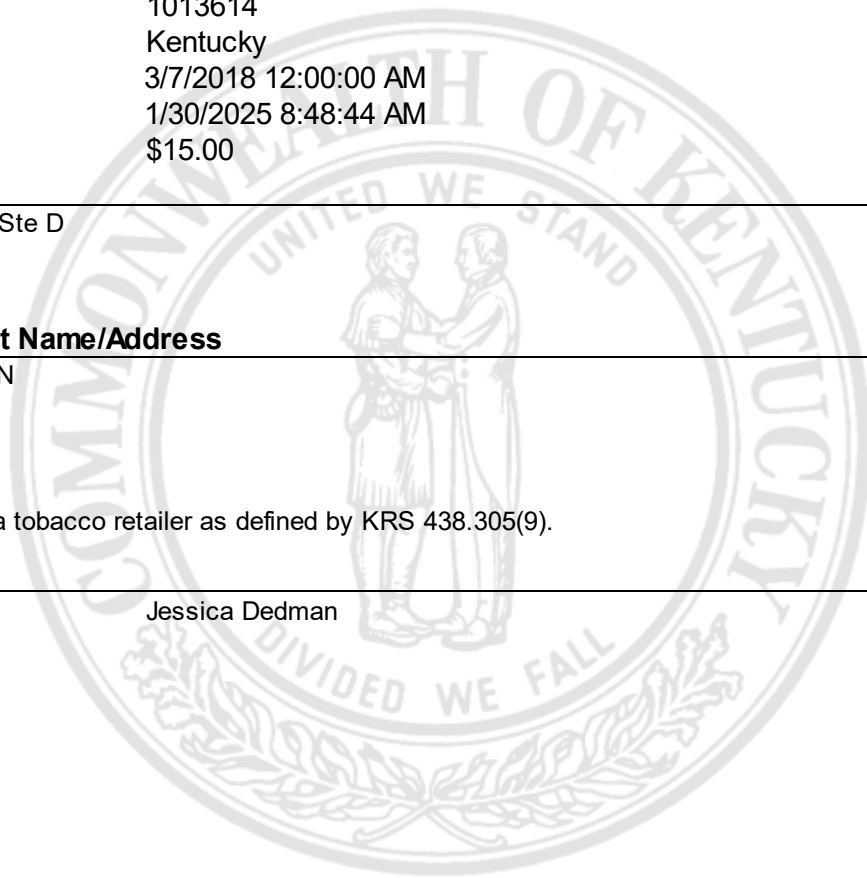 1013614
Kentucky
3/7/2018 12:00:00 AM
1/30/2025 8:48:44 AM
$15.00
Ste D
t Name/Address
N
a tobacco retailer as defined by KRS 438.305(9).
Jessica Dedman
COMMONWEALTH OF KENTUCKY
UNITED WE STAND
DIVIDED WE FALL